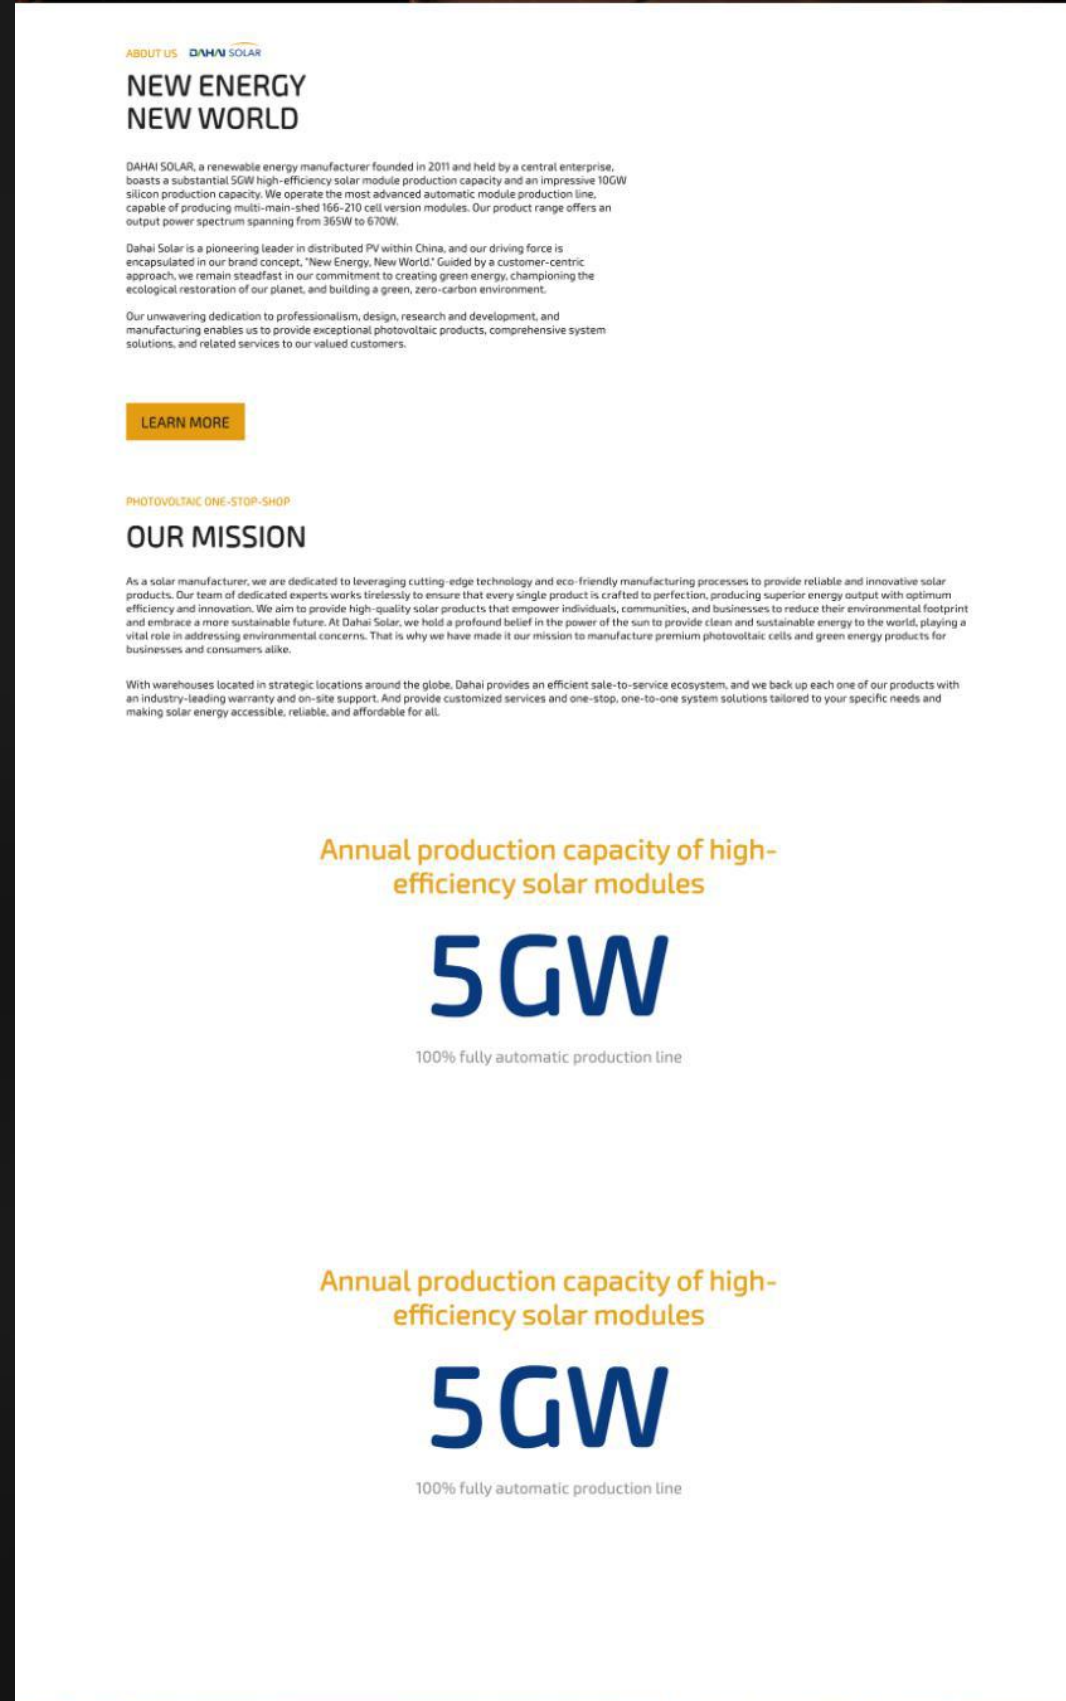 ABOUT US DAHAI SOLAR
NEW ENERGY
NEW WORLD
DAHAI SOLAR, a renewable energy manufacturer founded in 2011 and held by a central enterprise,
boasts a substantial 5GW high-efficiency solar module production capacity and an impressive 10GW
silicon production capacity. We operate the most advanced automatic module production line,
capable of producing multi-main-shed 166-210 cell version modules. Our product range offers an
output power spectrum spanning from 365W to 670W.
Dahai Solar is a pioneering leader in distributed PV within China, and our driving force is
encapsulated in our brand concept, "New Energy, New World." Guided by a customer-centric
approach, we remain steadfast in our commitment to creating green energy, championing the
ecological restoration of our planet, and building a green, zero-carbon environment.
Our unwavering dedication to professionalism, design, research and development, and
manufacturing enables us to provide exceptional photovoltaic products, comprehensive system
solutions, and related services to our valued customers.
LEARN MORE
PHOTOVOLTAIC ONE-STOP-SHOP
OUR MISSION
As a solar manufacturer, we are dedicated to leveraging cutting-edge technology and eco-friendly manufacturing processes to provide reliable and innovative solar
products. Our team of dedicated experts works tirelessly to ensure that every single product is crafted to perfection, producing superior energy output with optimum
efficiency and innovation. We aim to provide high-quality solar products that empower individuals, communities, and businesses to reduce their environmental footprint
and embrace a more sustainable future. At Dahai Solar, we hold a profound belief in the power of the sun to provide clean and sustainable energy to the world, playing a
vital role in addressing environmental concerns. That is why we have made it our mission to manufacture premium photovoltaic cells and green energy products for
businesses and consumers alike.
With warehouses located in strategic locations around the globe, Dahai provides an efficient sale-to-service ecosystem, and we back up each one of our products with
an industry-leading warranty and on-site support. And provide customized services and one-stop, one-to-one system solutions tailored to your specific needs and
making solar energy accessible, reliable, and affordable for all.
Annual production capacity of high-
efficiency solar modules
5GW
100% fully automatic production line
Annual production capacity of high-
efficiency solar modules
5GW
100% fully automatic production line